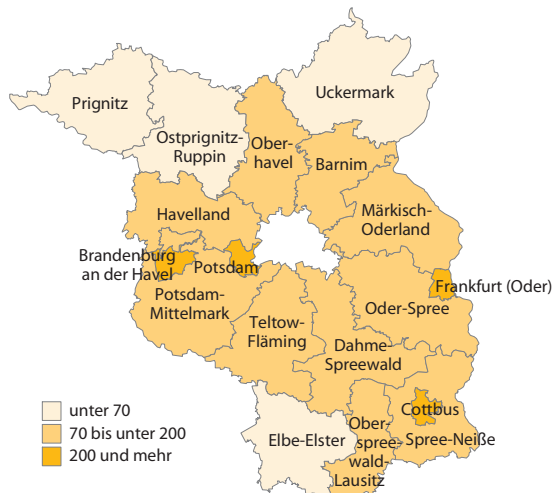 Uckermark
Prignitz
Ostprignitz-
Ruppin
Ober-
havel
Barnim
Havelland
Märkisch-
Oderland
Brandenburg
an der Havel
Potsdam
Frankfurt (Oder)
Potsdam-
Mittelmark
Oder-Spree
Teltow-
Fläming
Dahme-
Spreewald
unter 70
70 bis unter 200
200 und mehr
Cottbus
Elbe-Elster
Ober-
spree-
wald-
Lausitz
Spree-Neiße